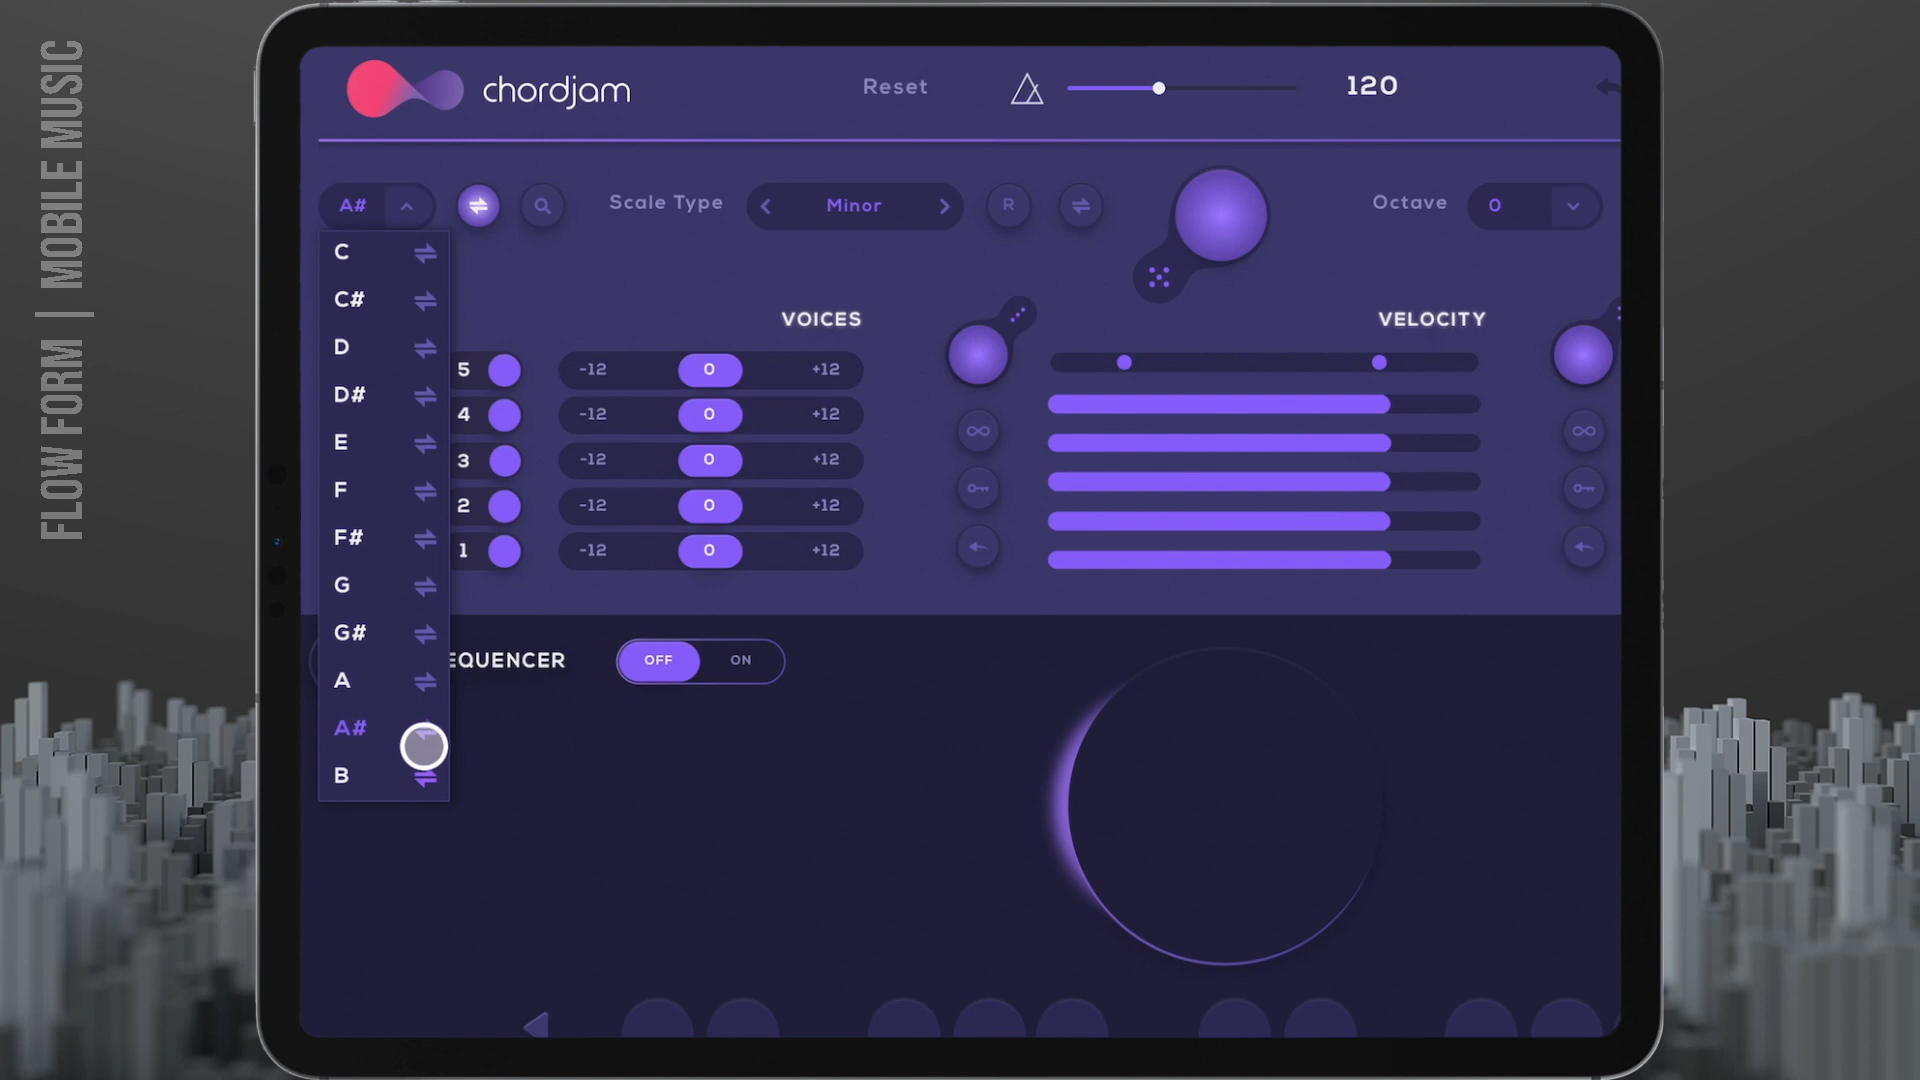 FLOW FORM | MOBILE MUSIC
chordjam
Reset
120
A#
Scale Type
Minor
R
Octave
0
C
C#
D
D#
E
F
F#
G
G#
A
A#
B
VOICES
VELOCITY
5 -12 0 +12
4 -12 0 +12
3 -12 0 +12
2 -12 0 +12
1 -12 0 +12
EQUENCER
OFF ON